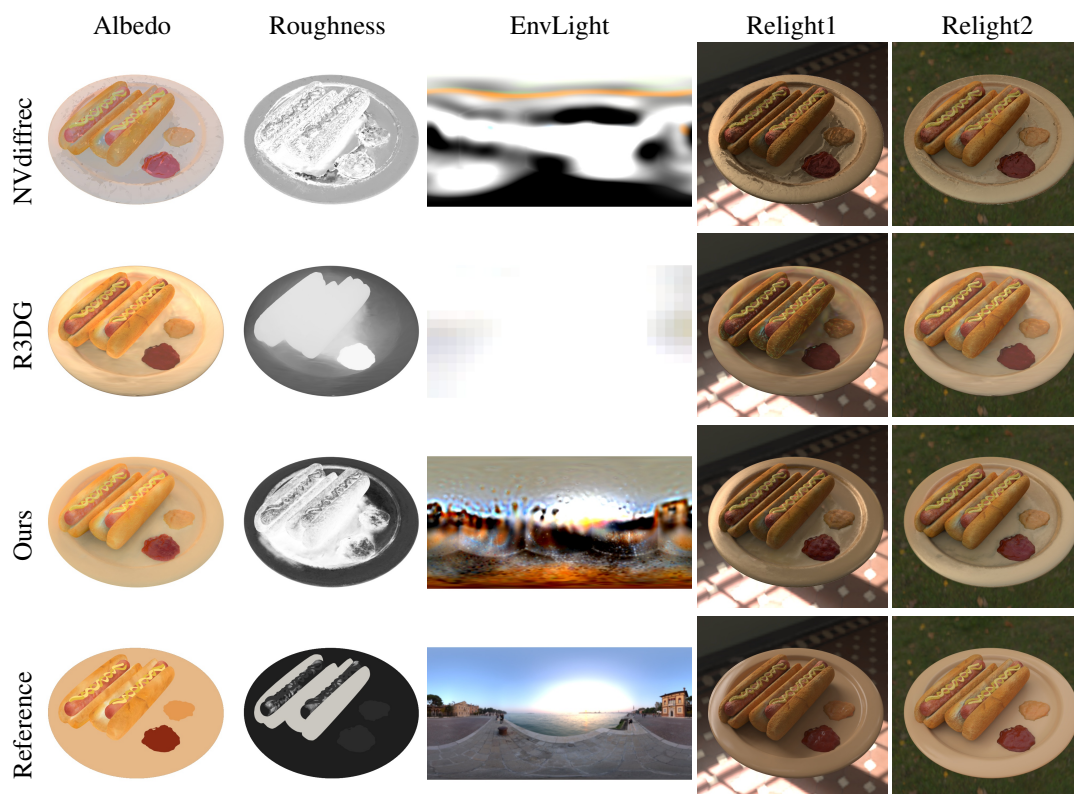 Albedo Roughness EnvLight Relight1 Relight2
NVdiffrec
R3DG
Ours
Reference